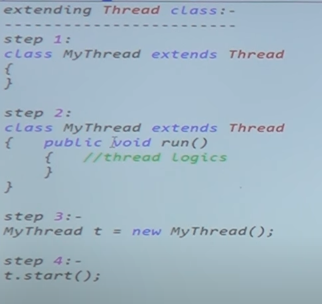 extending Thread class:-
------------------------
step 1:
class MyThread extends Thread
{
}
step 2:
class MyThread extends Thread
{ public void run()
{ //thread logics
}
}
step 3:-
MyThread t = new MyThread();
step 4:-
t.start();